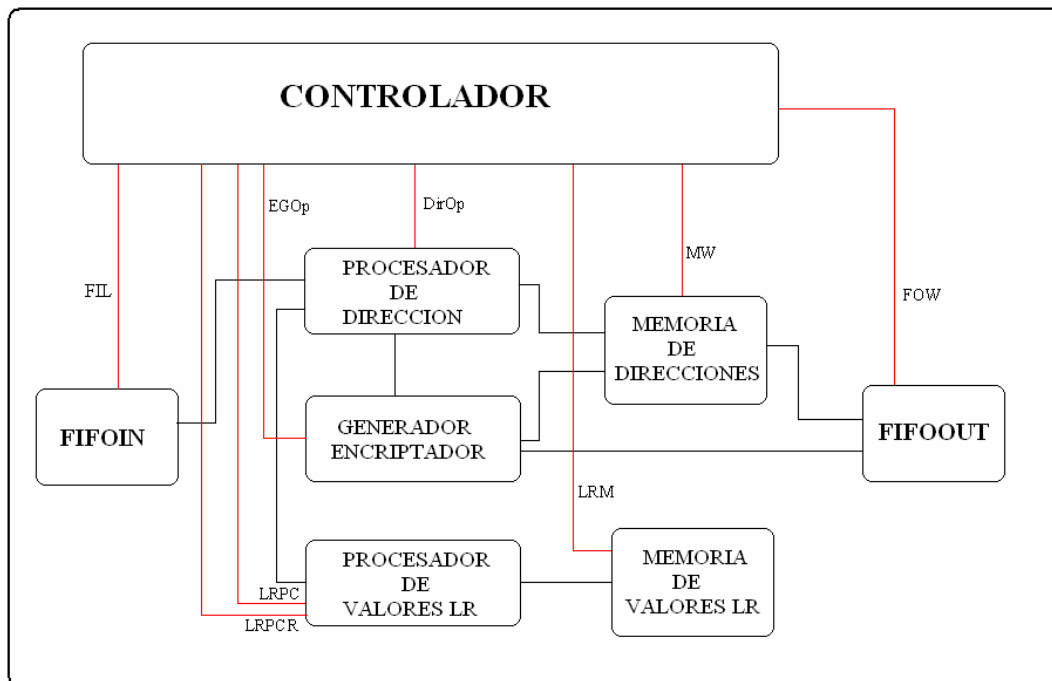 CONTROLADOR
EGOp
DirOp
MW
FIL
FOW
PROCESADOR
DE
DIRECCION
MEMORIA
DE
DIRECCIONES
FIFOIN
GENERADOR
ENCRIPTADOR
FIFOOUT
LRM
PROCESADOR
DE
VALORES LR
MEMORIA
DE
VALORES LR
LRPC
LRPCR